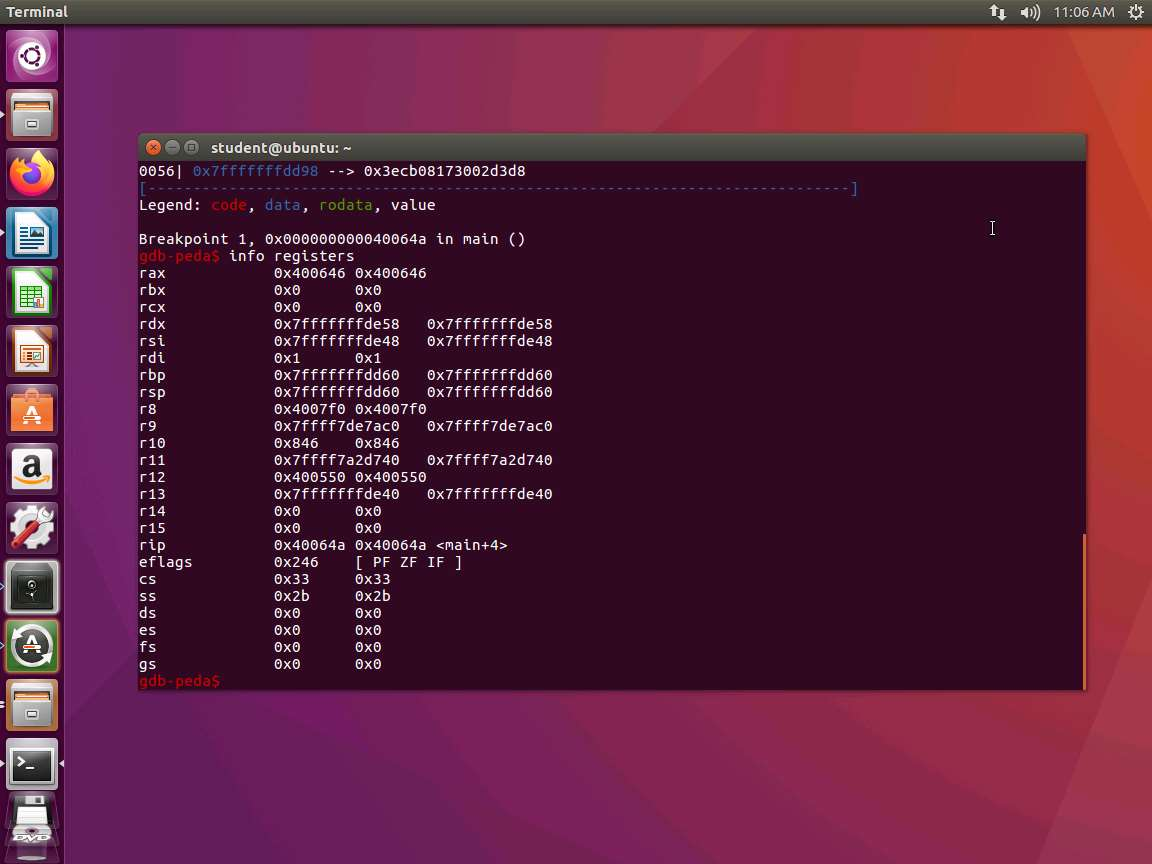 Terminal
11:06 AM
student@ubuntu: ~
0056| 0x7fffffffdd98 --> 0x3ecb08173002d3d8
[------------------------------------------------------------------------------]
Legend: code, data, rodata, value
Breakpoint 1, 0x000000000040064a in main ()
gdb-peda$ info registers
rax 0x400646 0x400646
rbx 0x0 0x0
rcx 0x0 0x0
rdx 0x7fffffffde58 0x7fffffffde58
rsi 0x7fffffffde48 0x7fffffffde48
rdi 0x1 0x1
rbp 0x7fffffffdd60 0x7fffffffdd60
rsp 0x7fffffffdd60 0x7fffffffdd60
r8 0x4007f0 0x4007f0
r9 0x7ffff7de7ac0 0x7ffff7de7ac0
r10 0x846 0x846
r11 0x7ffff7a2d740 0x7ffff7a2d740
r12 0x400550 0x400550
r13 0x7fffffffde40 0x7fffffffde40
r14 0x0 0x0
r15 0x0 0x0
rip 0x40064a 0x40064a <main+4>
eflags 0x246 [ PF ZF IF ]
cs 0x33 0x33
ss 0x2b 0x2b
ds 0x0 0x0
es 0x0 0x0
fs 0x0 0x0
gs 0x0 0x0
gdb-peda$
a
>_
DVD